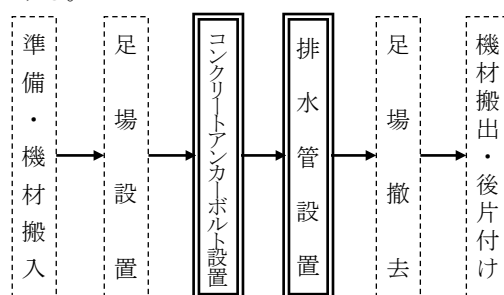 準備・機材搬入
足場設置
コンクリートアンカーボルト設置
排水管設置
足場撤去
機材搬出・後片付け